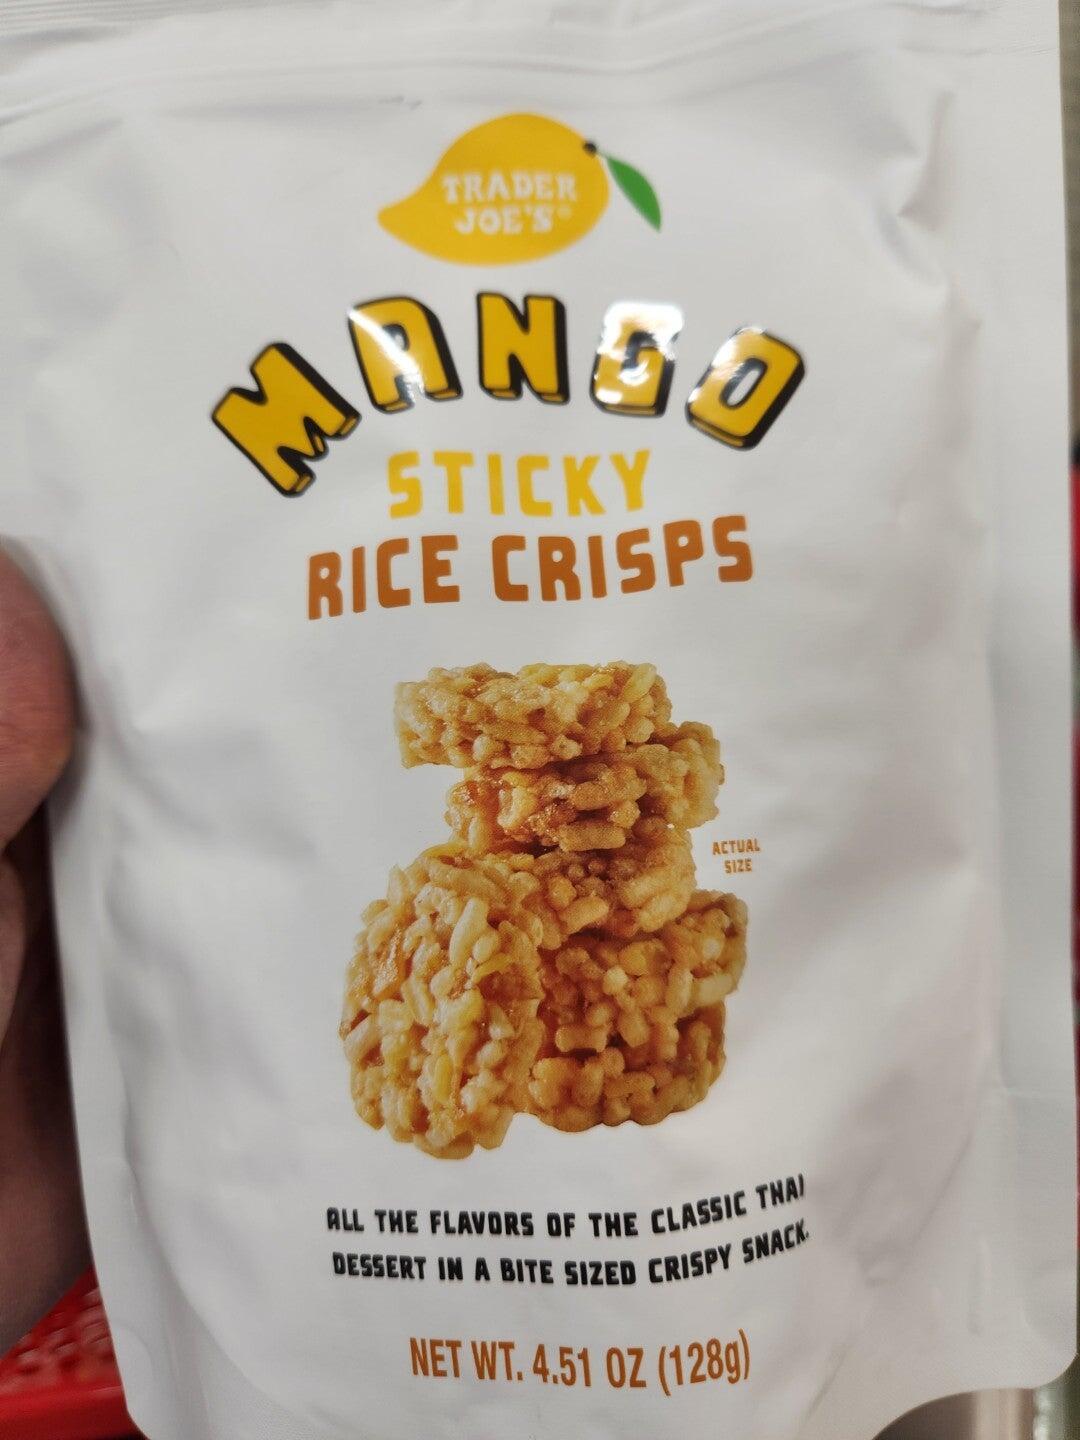 TRADER
JOE'S®
MANGO
STICKY
RICE CRISPS
ACTUAL
SIZE
ALL THE FLAVORS OF THE CLASSIC THAI
DESSERT IN A BITE SIZED CRISPY SNACK.
NET WT. 4.51 OZ (128g)